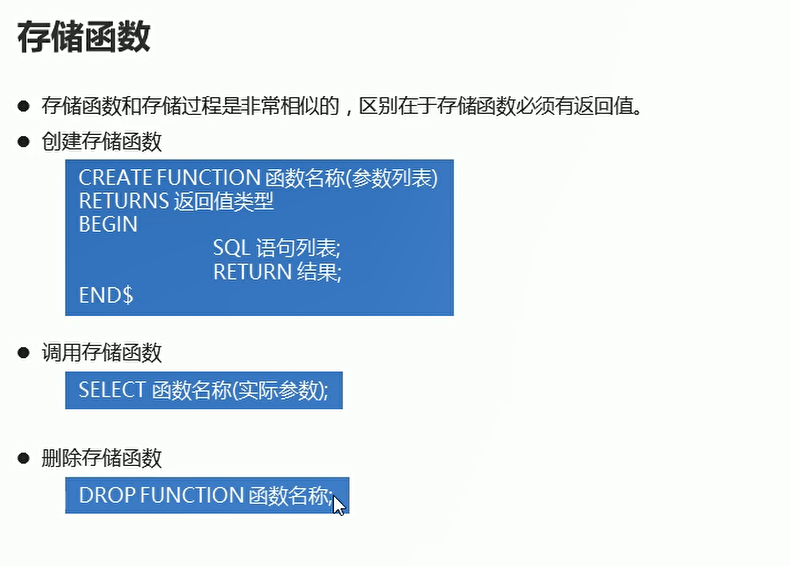 存储函数
● 存储函数和存储过程是非常相似的，区别在于存储函数必须有返回值。
● 创建存储函数
CREATE FUNCTION 函数名称(参数列表)
RETURNS 返回值类型
BEGIN
SQL 语句列表;
RETURN 结果;
END$
● 调用存储函数
SELECT 函数名称(实际参数);
● 删除存储函数
DROP FUNCTION 函数名称;